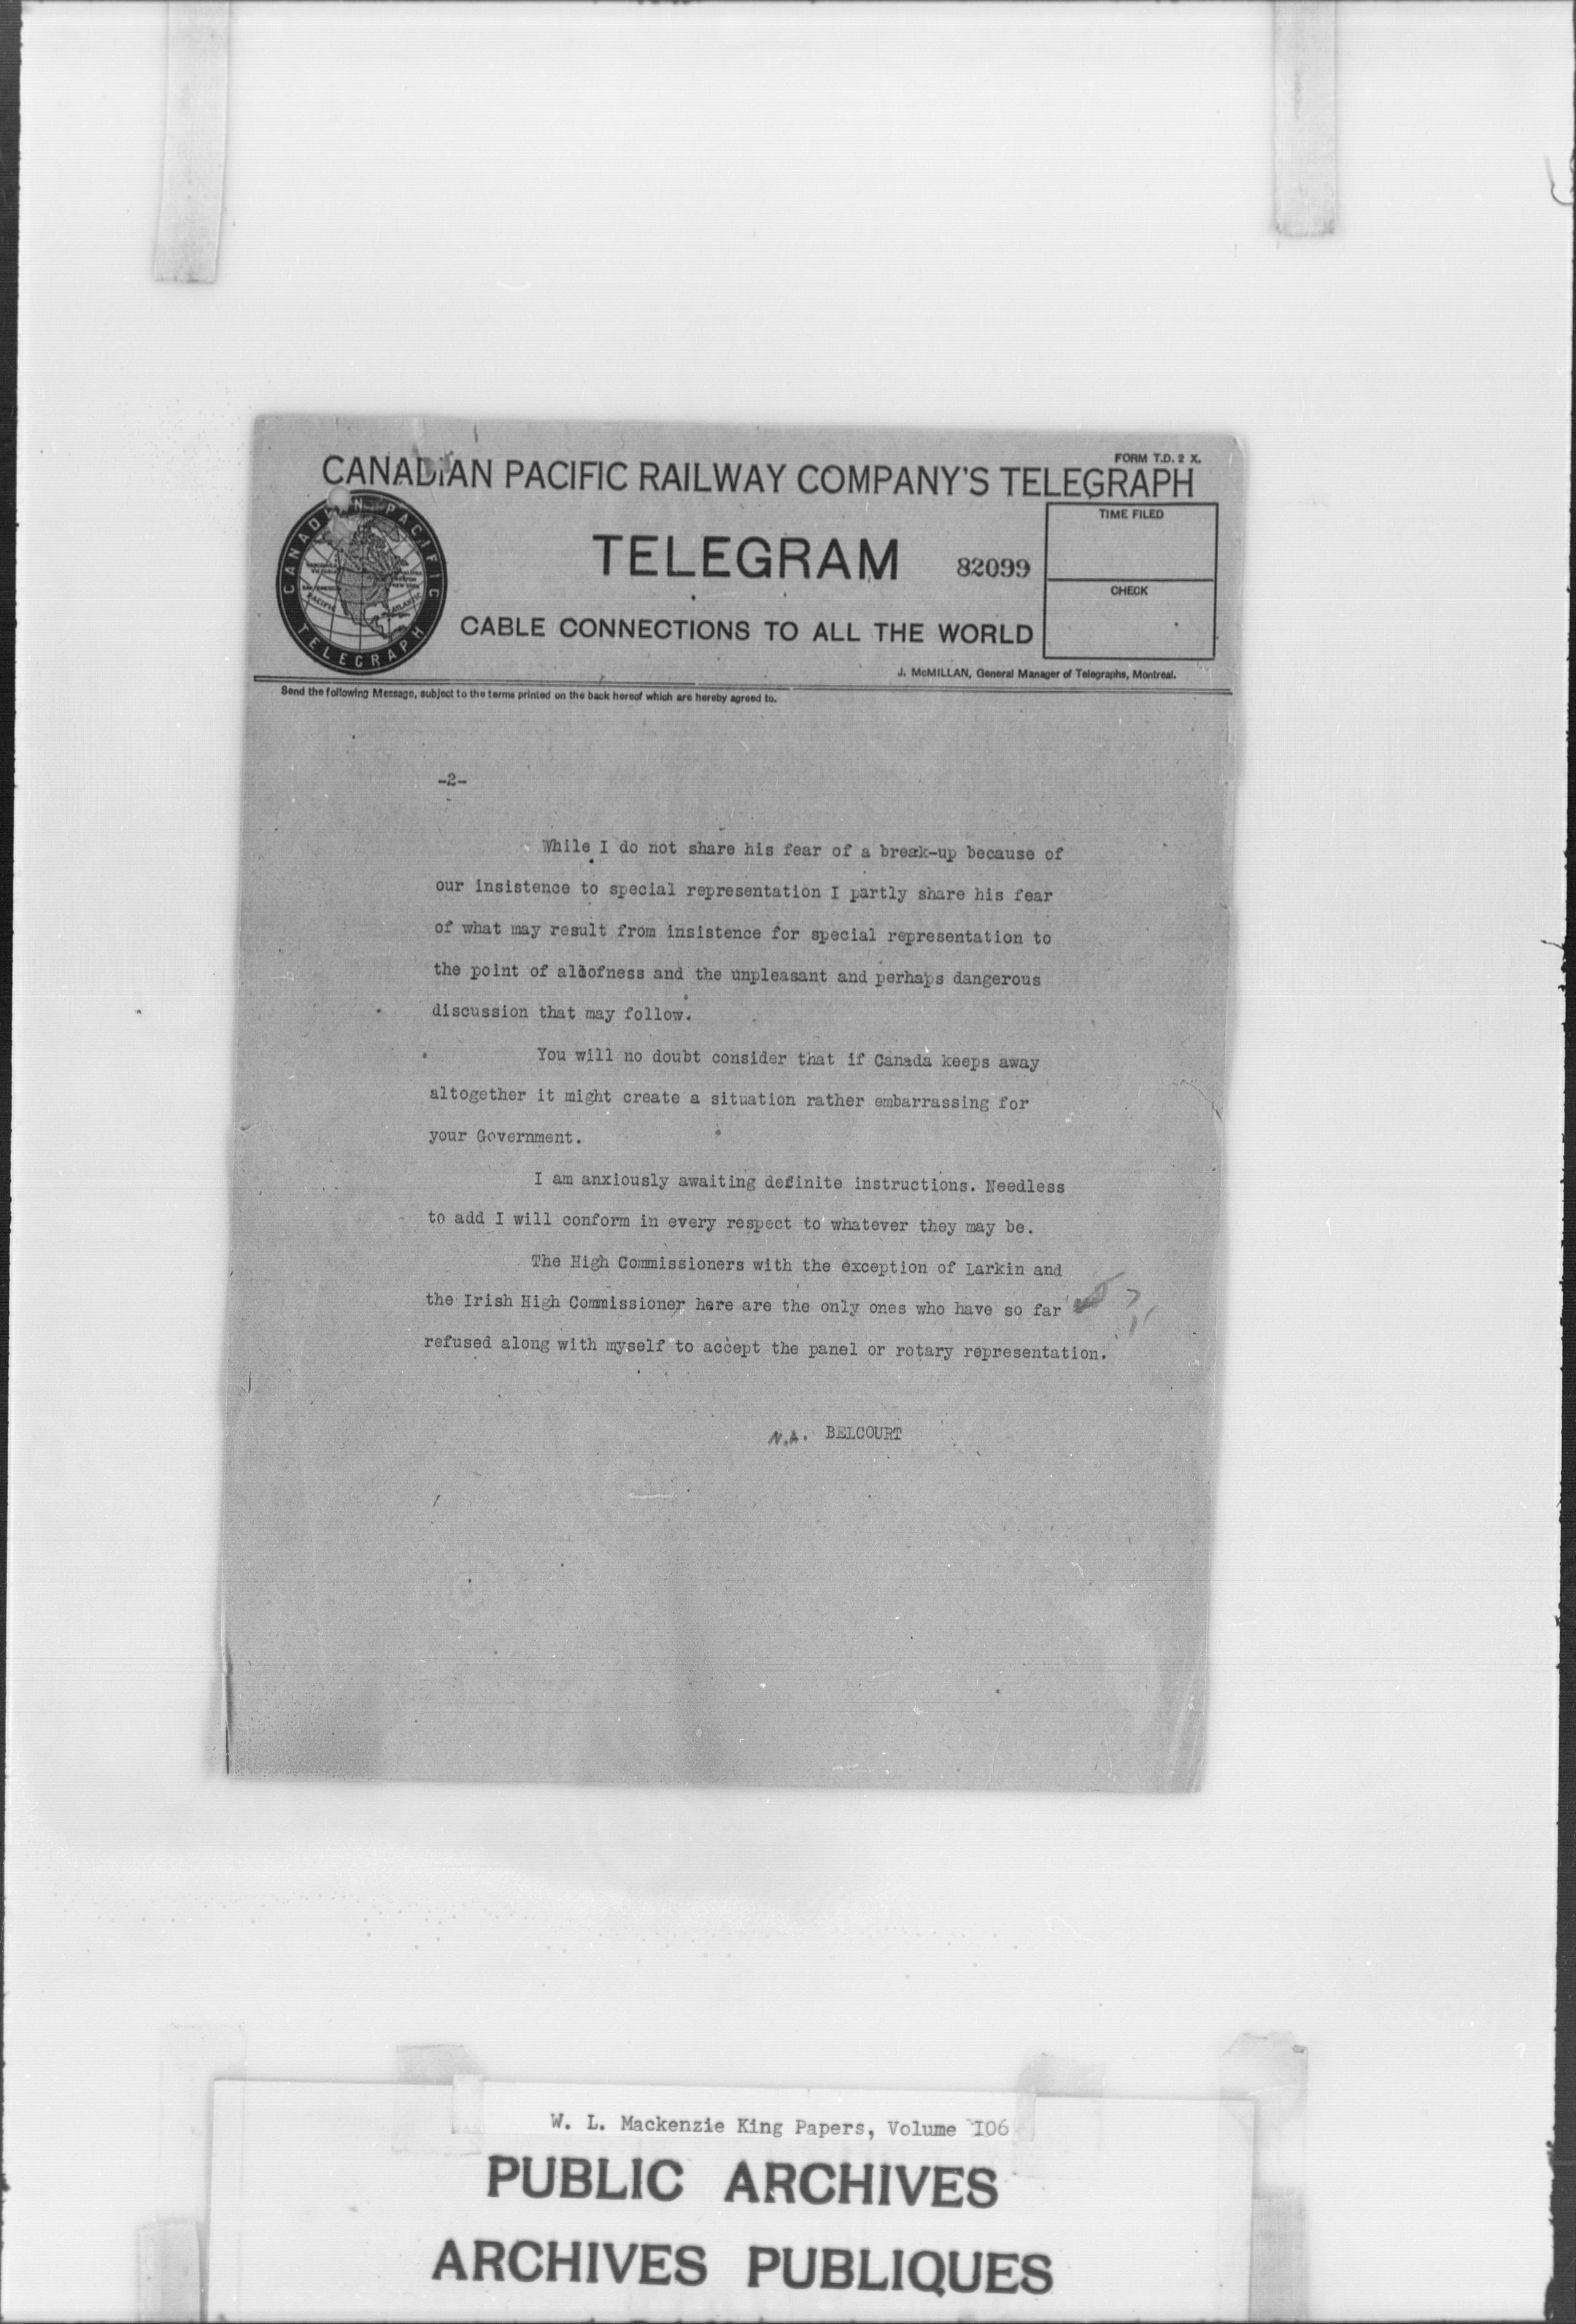 FORM T.D. 2 X.
CANADIAN PACIFIC RAILWAY COMPANY'S TELEGRAPH
CANADIAN PACIFIC
TELEGRAPH
PACIFIC
ATLANTIC
TELEGRAM
82099
TIME FILED
CHECK
CABLE CONNECTIONS TO ALL THE WORLD
J. McMILLAN, General Manager of Telegraphs, Montreal.
Send the following Message, subject to the terms printed on the back hereof which are hereby agreed to.
-2-
While I do not share his fear of a break-up because of
our insistence to special representation I partly share his fear
of what may result from insistence for special representation to
the point of aloofness and the unpleasant and perhaps dangerous
discussion that may follow.
You will no doubt consider that if Canada keeps away
altogether it might create a situation rather embarrassing for
your Government.
I am anxiously awaiting definite instructions. Needless
to add I will conform in every respect to whatever they may be.
The High Commissioners with the exception of Larkin and
the Irish High Commissioner here are the only ones who have so far
refused along with myself to accept the panel or rotary representation.
N.A. BELCOURT
W. L. Mackenzie King Papers, Volume I06
PUBLIC ARCHIVES
ARCHIVES PUBLIQUES